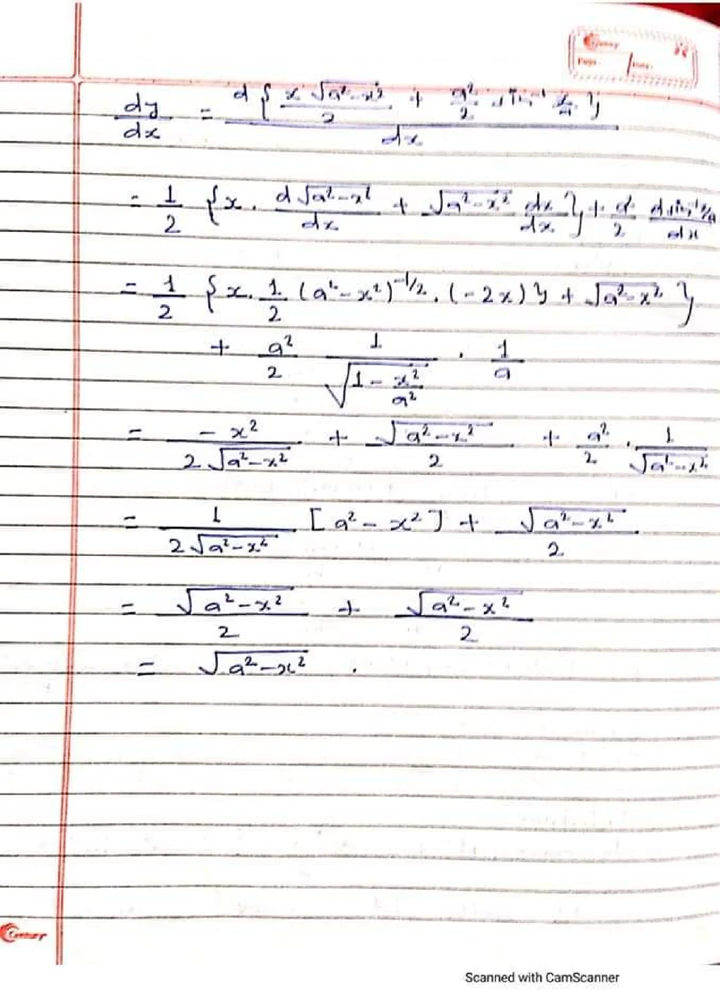 dy/dx = d { x √a²-x² / 2 + a²/2 sin⁻¹ x/a } / dx
= 1/2 { x . d √a²-x² / dx + √a²-x² dx/dx } + a²/2 d sin⁻¹ x/a / dx
= 1/2 { x . 1/2 (a²-x²)^-1/2 . (-2x) } + √a²-x² }
+ a²/2 1 / √1 - x²/a² . 1/a
= -x² / 2 √a²-x² + √a²-x² / 2 + a²/2 . 1 / √a²-x²
= 1 / 2 √a²-x² [a² - x²] + √a²-x² / 2
= √a²-x² / 2 + √a²-x² / 2
= √a²-x² .
Century
Scanned with CamScanner